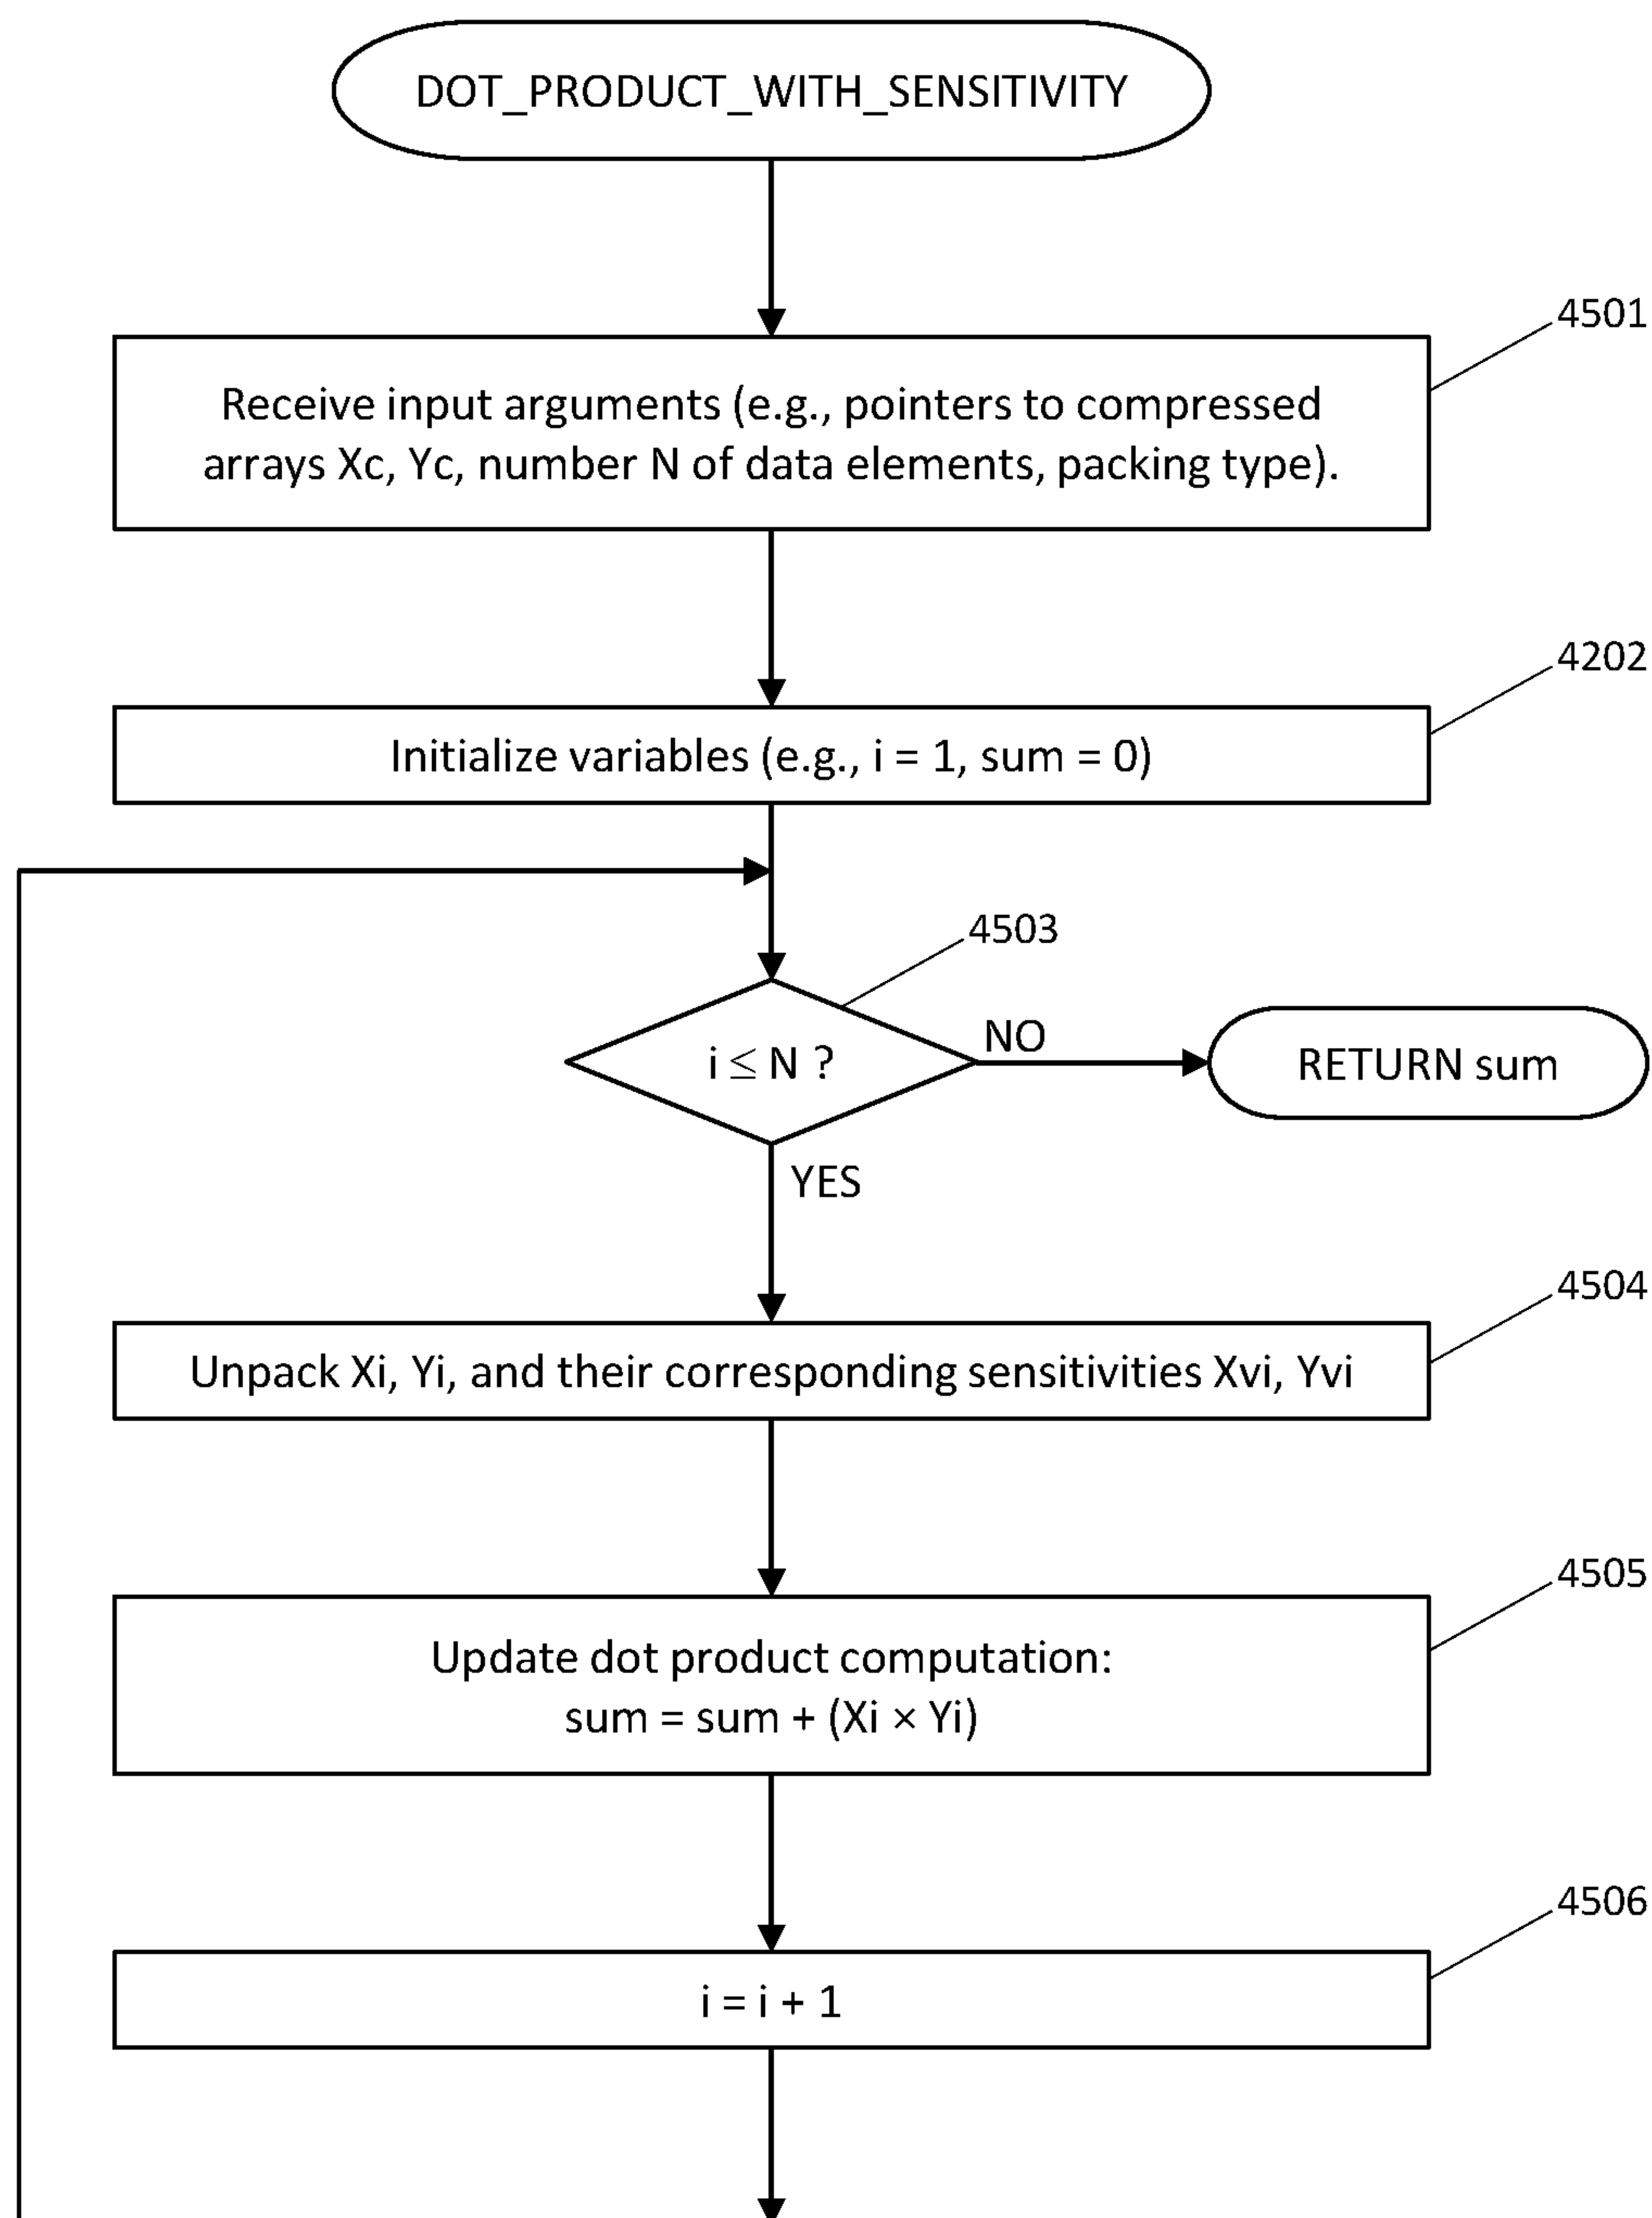 DOT_PRODUCT_WITH_SENSITIVITY
4501
Receive input arguments (e.g., pointers to compressed
arrays Xc, Yc, number N of data elements, packing type).
4202
Initialize variables (e.g., i = 1, sum = 0)
4503
i ≤ N ?
NO
RETURN sum
YES
4504
Unpack Xi, Yi, and their corresponding sensitivities Xvi, Yvi
4505
Update dot product computation:
sum = sum + (Xi × Yi)
4506
i = i + 1